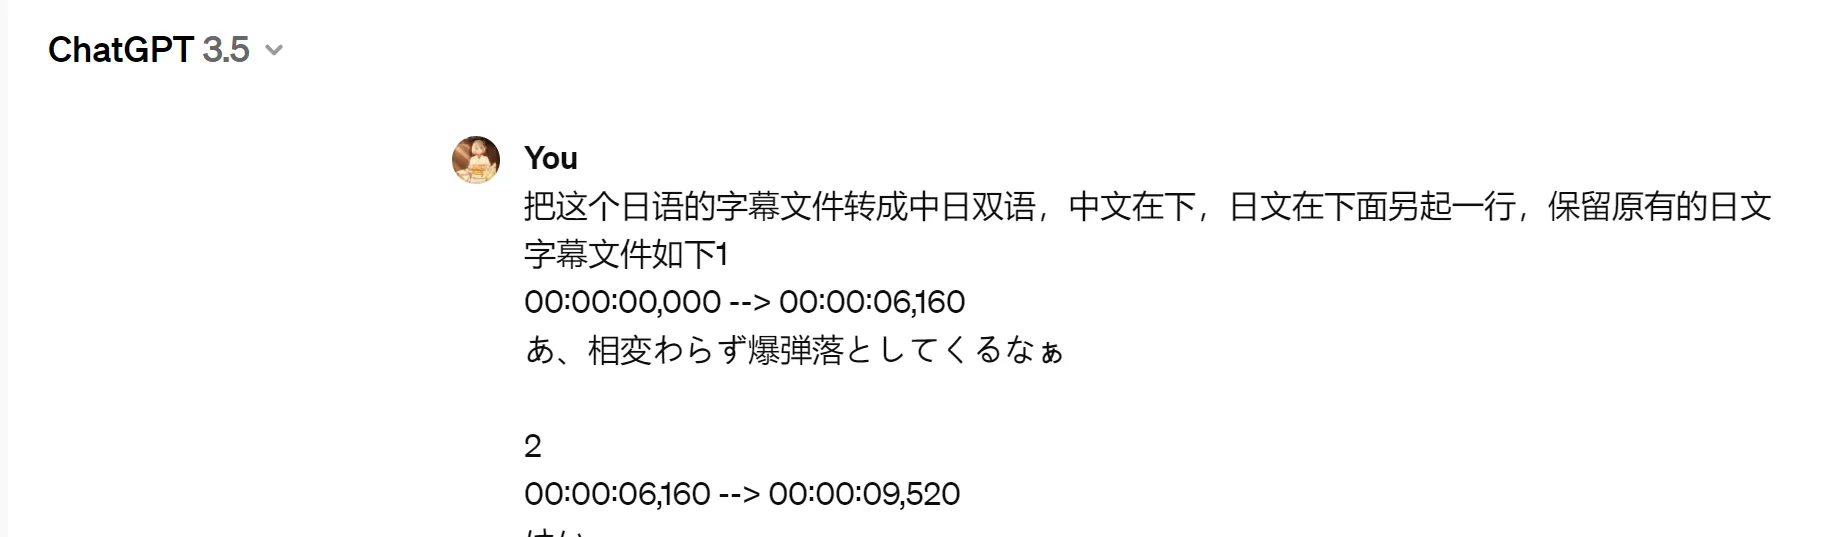 ChatGPT 3.5
You
把这个日语的字幕文件转成中日双语，中文在下，日文在下面另起一行，保留原有的日文
字幕文件如下1
00:00:00,000 --> 00:00:06,160
あ、相変わらず爆弾落としてくるなぁ
2
00:00:06,160 --> 00:00:09,520